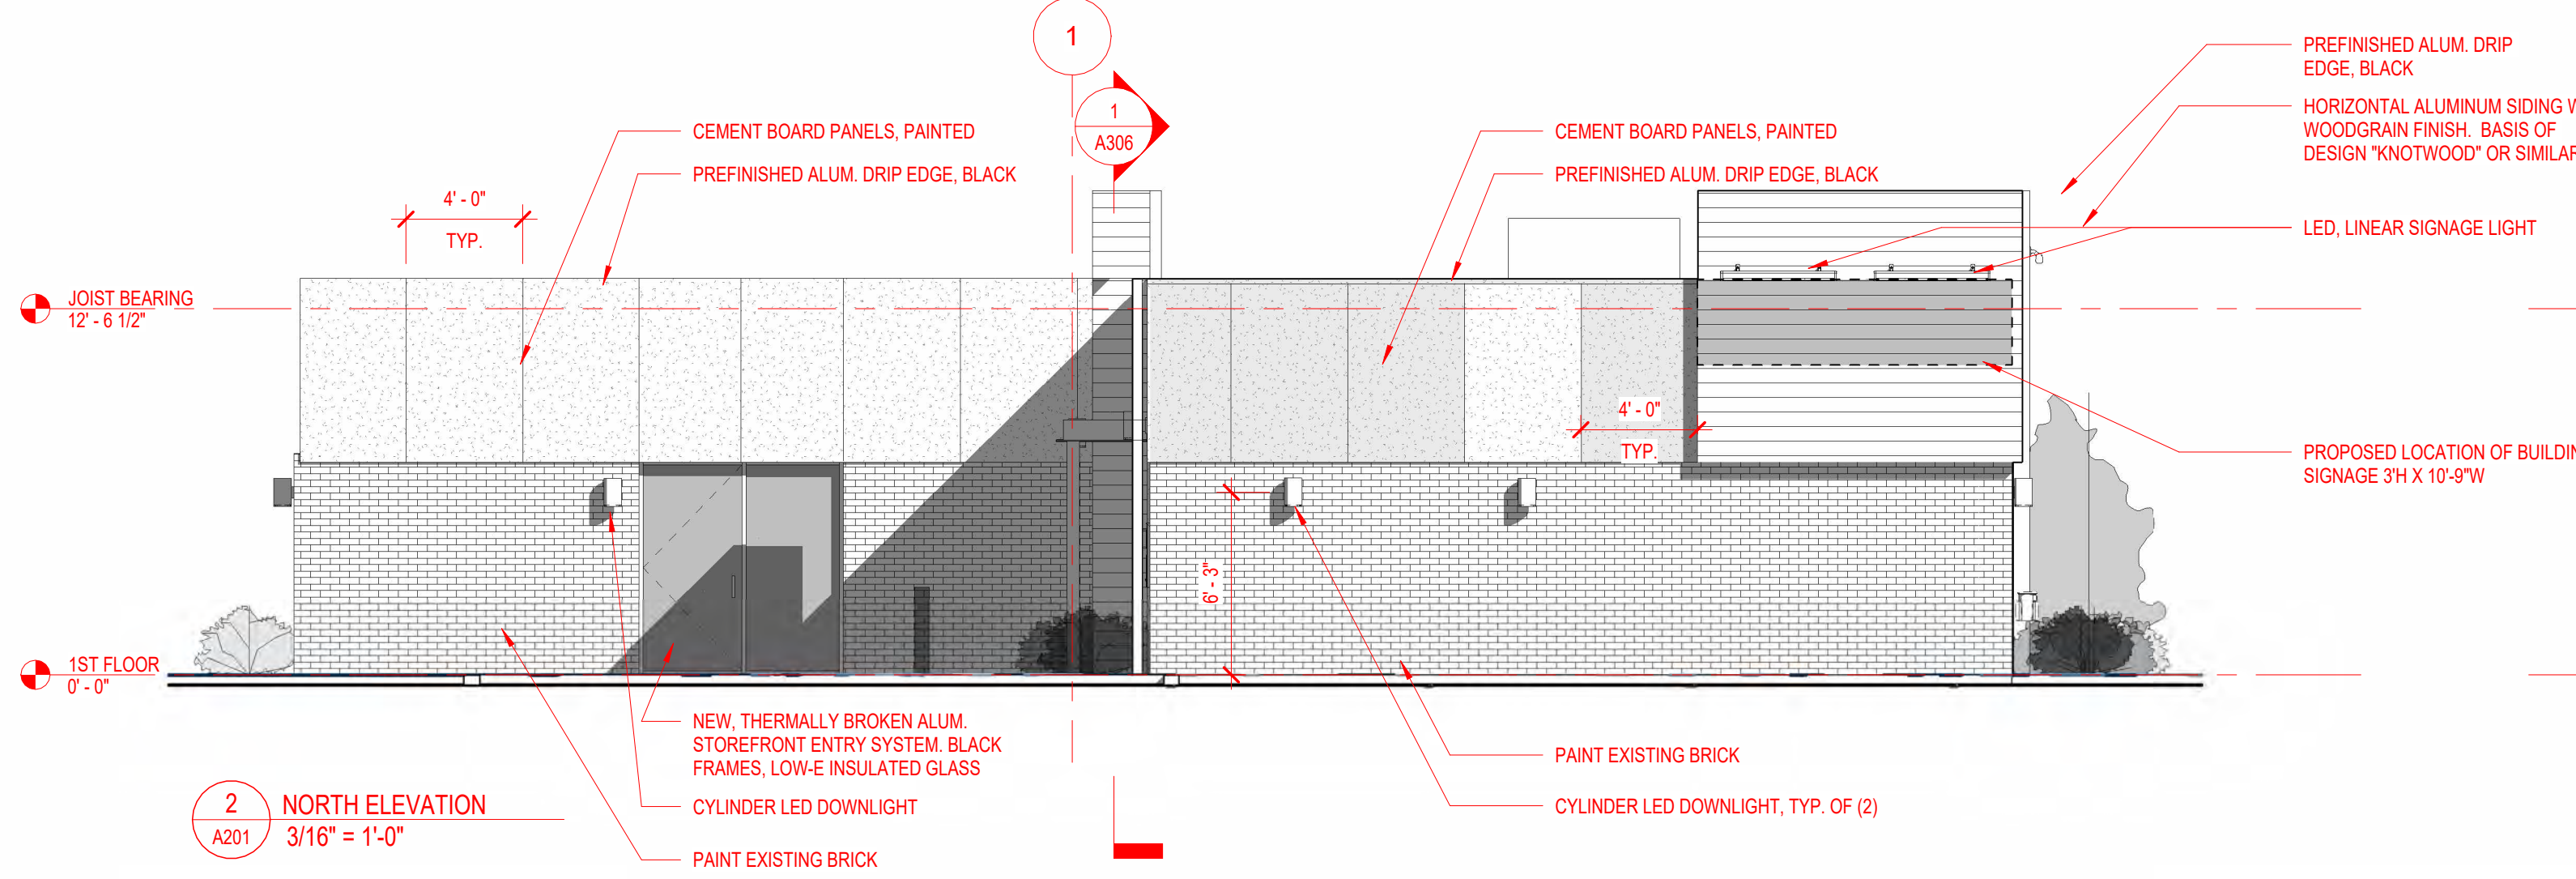 1
1
A306
PREFINISHED ALUM. DRIP
EDGE, BLACK
HORIZONTAL ALUMINUM SIDING W
WOODGRAIN FINISH. BASIS OF
DESIGN "KNOTWOOD" OR SIMILAR
CEMENT BOARD PANELS, PAINTED
PREFINISHED ALUM. DRIP EDGE, BLACK
CEMENT BOARD PANELS, PAINTED
PREFINISHED ALUM. DRIP EDGE, BLACK
4' - 0"
TYP.
LED, LINEAR SIGNAGE LIGHT
JOIST BEARING
12' - 6 1/2"
4' - 0"
TYP.
PROPOSED LOCATION OF BUILDIN
SIGNAGE 3'H X 10'-9"W
6' - 3"
1ST FLOOR
0' - 0"
NEW, THERMALLY BROKEN ALUM.
STOREFRONT ENTRY SYSTEM. BLACK
FRAMES, LOW-E INSULATED GLASS
CYLINDER LED DOWNLIGHT
PAINT EXISTING BRICK
PAINT EXISTING BRICK
CYLINDER LED DOWNLIGHT, TYP. OF (2)
2
A201
NORTH ELEVATION
3/16" = 1'-0"